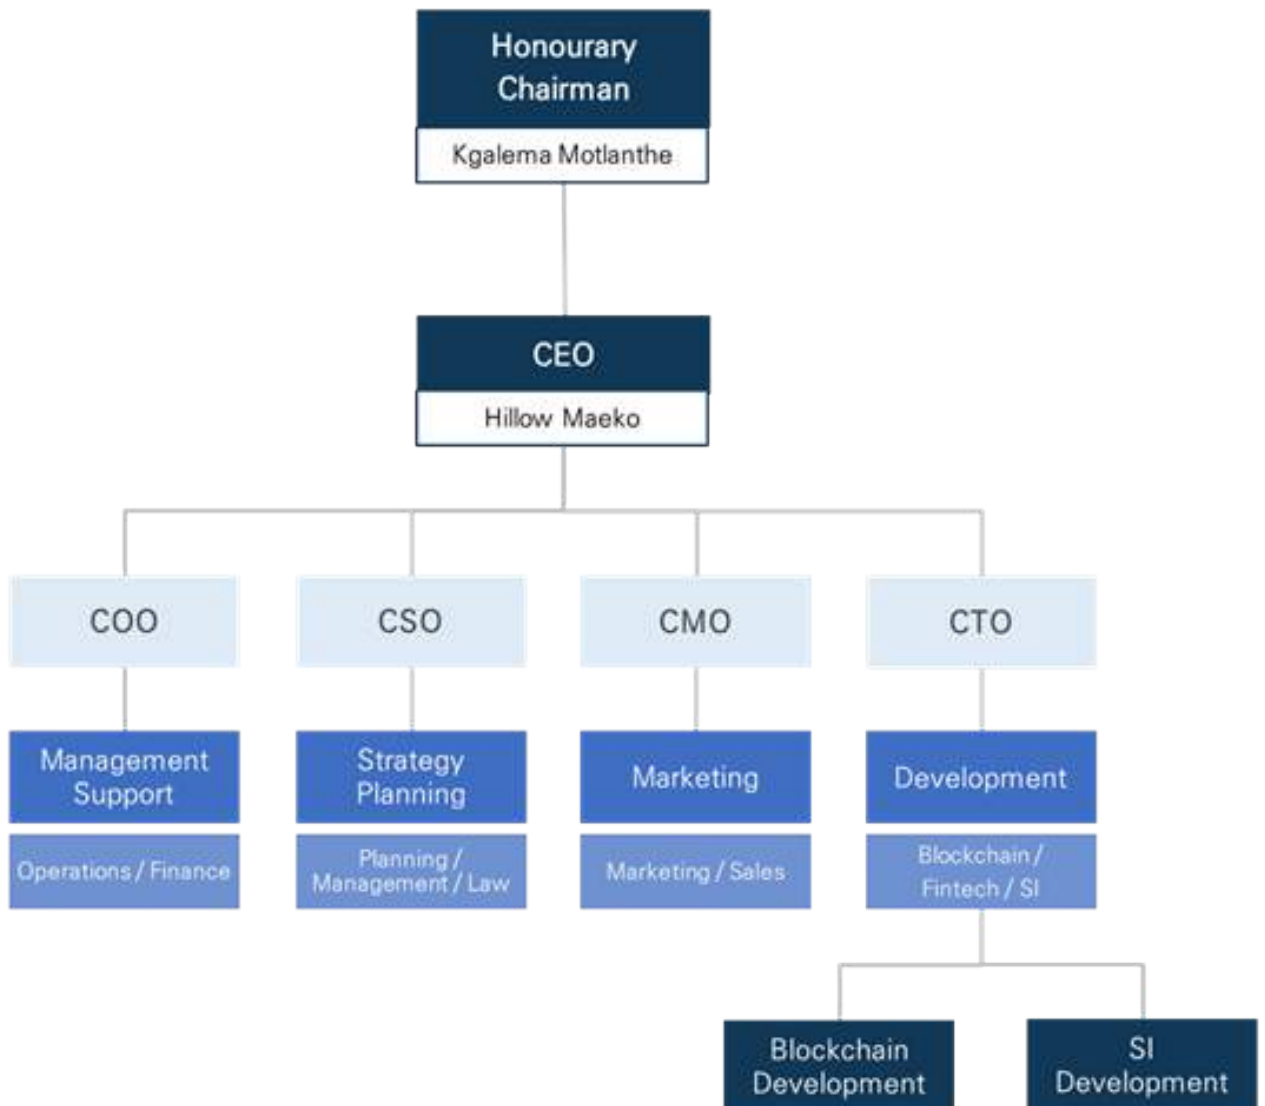 Honourary
Chairman
Kgalema Motlanthe
CEO
Hillow Maeko
COO
CSO
CMO
CTO
Management
Support
Strategy
Planning
Marketing
Development
Operations / Finance
Planning /
Management / Law
Marketing / Sales
Blockchain /
Fintech / SI
Blockchain
Development
SI
Development